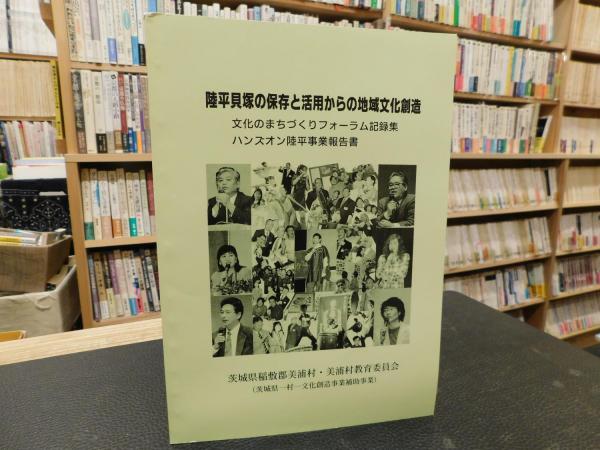 陸平貝塚の保存と活用からの地域文化創造
文化のまちづくりフォーラム記録集
ハンズオン陸平事業報告書
茨城県稲敷郡美浦村・美浦村教育委員会
(茨城県一村一文化創造事業補助事業)